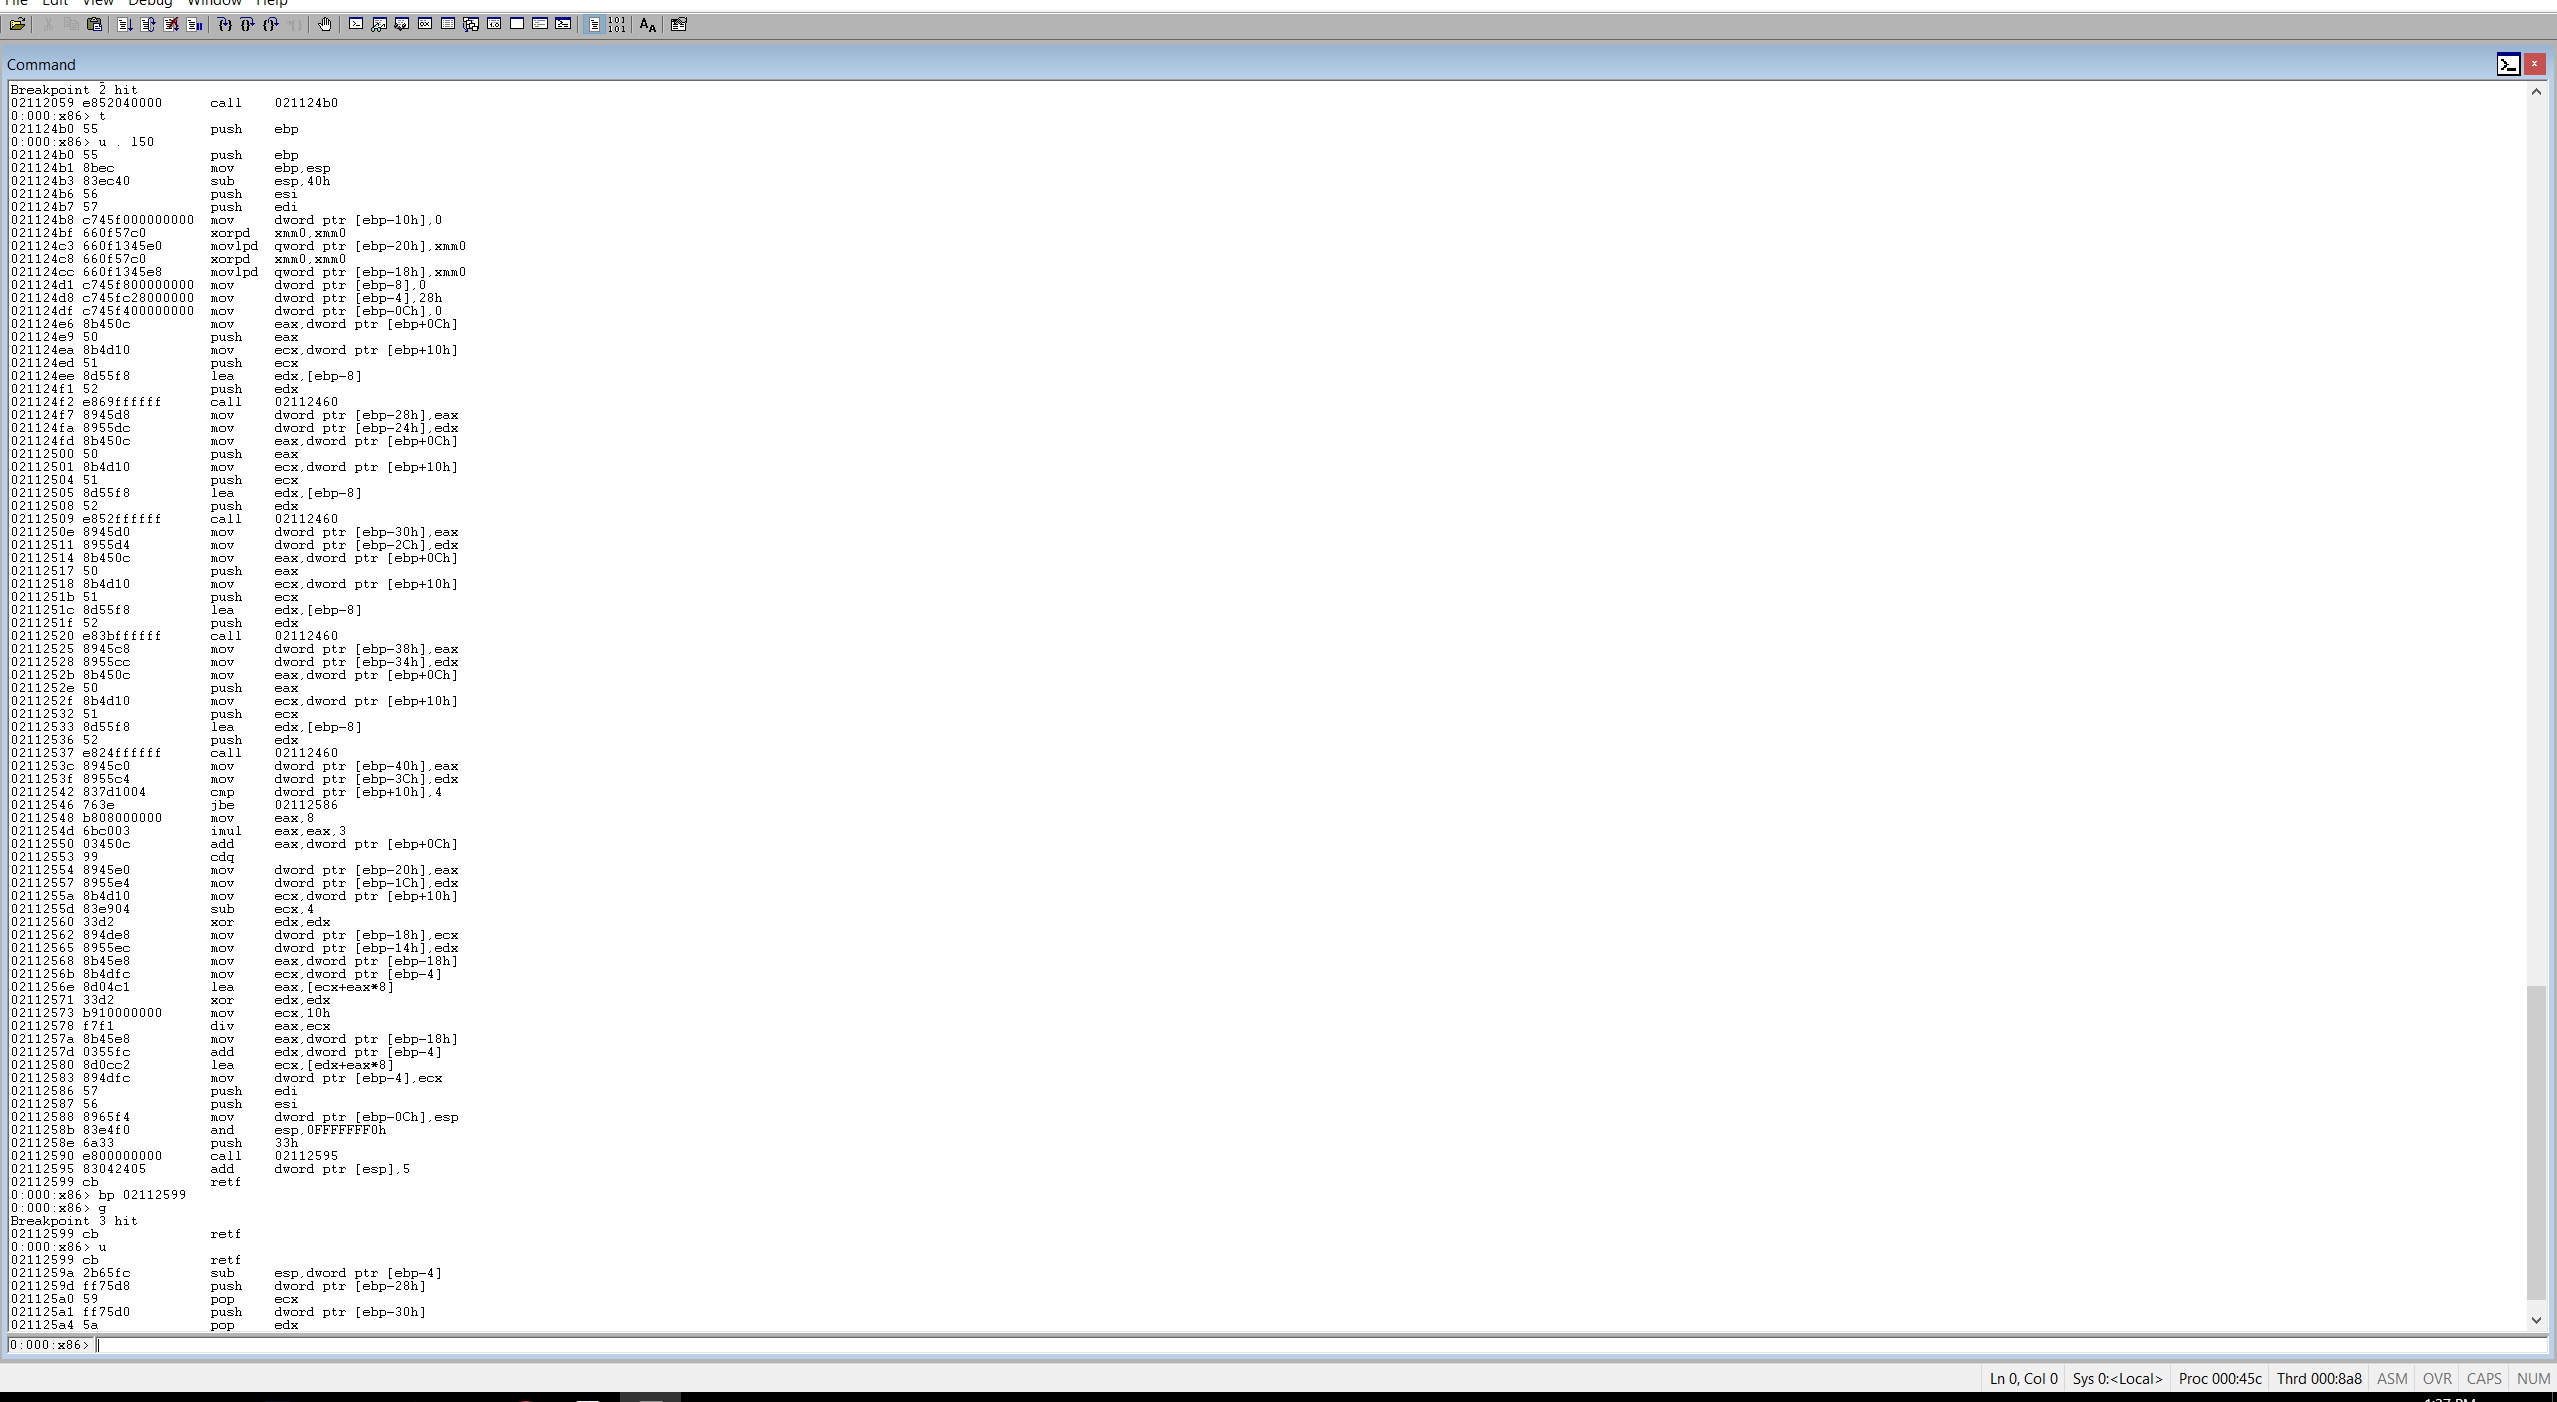 File Edit View Debug Window Help
Command
Breakpoint 2 hit
02112059 e852040000 call 021124b0
0:000:x86> t
021124b0 55 push ebp
0:000:x86> u . l50
021124b0 55 push ebp
021124b1 8bec mov ebp,esp
021124b3 83ec40 sub esp,40h
021124b6 56 push esi
021124b7 57 push edi
021124b8 c745f000000000 mov dword ptr [ebp-10h],0
021124bf 660f57c0 xorpd xmm0,xmm0
021124c3 660f1345e0 movlpd qword ptr [ebp-20h],xmm0
021124c8 660f57c0 xorpd xmm0,xmm0
021124cc 660f1345e8 movlpd qword ptr [ebp-18h],xmm0
021124d1 c745f800000000 mov dword ptr [ebp-8],0
021124d8 c745fc28000000 mov dword ptr [ebp-4],28h
021124df c745f400000000 mov dword ptr [ebp-0Ch],0
021124e6 8b450c mov eax,dword ptr [ebp+0Ch]
021124e9 50 push eax
021124ea 8b4d10 mov ecx,dword ptr [ebp+10h]
021124ed 51 push ecx
021124ee 8d55f8 lea edx,[ebp-8]
021124f1 52 push edx
021124f2 e869ffffff call 02112460
021124f7 8945d8 mov dword ptr [ebp-28h],eax
021124fa 8955dc mov dword ptr [ebp-24h],edx
021124fd 8b450c mov eax,dword ptr [ebp+0Ch]
02112500 50 push eax
02112501 8b4d10 mov ecx,dword ptr [ebp+10h]
02112504 51 push ecx
02112505 8d55f8 lea edx,[ebp-8]
02112508 52 push edx
02112509 e852ffffff call 02112460
0211250e 8945d0 mov dword ptr [ebp-30h],eax
02112511 8955d4 mov dword ptr [ebp-2Ch],edx
02112514 8b450c mov eax,dword ptr [ebp+0Ch]
02112517 50 push eax
02112518 8b4d10 mov ecx,dword ptr [ebp+10h]
0211251b 51 push ecx
0211251c 8d55f8 lea edx,[ebp-8]
0211251f 52 push edx
02112520 e83bffffff call 02112460
02112525 8945c8 mov dword ptr [ebp-38h],eax
02112528 8955cc mov dword ptr [ebp-34h],edx
0211252b 8b450c mov eax,dword ptr [ebp+0Ch]
0211252e 50 push eax
0211252f 8b4d10 mov ecx,dword ptr [ebp+10h]
02112532 51 push ecx
02112533 8d55f8 lea edx,[ebp-8]
02112536 52 push edx
02112537 e824ffffff call 02112460
0211253c 8945c0 mov dword ptr [ebp-40h],eax
0211253f 8955c4 mov dword ptr [ebp-3Ch],edx
02112542 837d1004 cmp dword ptr [ebp+10h],4
02112546 763e jbe 02112586
02112548 b808000000 mov eax,8
0211254d 6bc003 imul eax,eax,3
02112550 03450c add eax,dword ptr [ebp+0Ch]
02112553 99 cdq
02112554 8945e0 mov dword ptr [ebp-20h],eax
02112557 8955e4 mov dword ptr [ebp-1Ch],edx
0211255a 8b4d10 mov ecx,dword ptr [ebp+10h]
0211255d 83e904 sub ecx,4
02112560 33d2 xor edx,edx
02112562 894de8 mov dword ptr [ebp-18h],ecx
02112565 8955ec mov dword ptr [ebp-14h],edx
02112568 8b45e8 mov eax,dword ptr [ebp-18h]
0211256b 8b4dfc mov ecx,dword ptr [ebp-4]
0211256e 8d04c1 lea eax,[ecx+eax*8]
02112571 33d2 xor edx,edx
02112573 b910000000 mov ecx,10h
02112578 f7f1 div eax,ecx
0211257a 8b45e8 mov eax,dword ptr [ebp-18h]
0211257d 0355fc add edx,dword ptr [ebp-4]
02112580 8d0cc2 lea ecx,[edx+eax*8]
02112583 894dfc mov dword ptr [ebp-4],ecx
02112586 57 push edi
02112587 56 push esi
02112588 8965f4 mov dword ptr [ebp-0Ch],esp
0211258b 83e4f0 and esp,0FFFFFFF0h
0211258e 6a33 push 33h
02112590 e800000000 call 02112595
02112595 83042405 add dword ptr [esp],5
02112599 cb retf
0:000:x86> bp 02112599
0:000:x86> g
Breakpoint 3 hit
02112599 cb retf
0:000:x86> u
02112599 cb retf
0211259a 2b65fc sub esp,dword ptr [ebp-4]
0211259d ff75d8 push dword ptr [ebp-28h]
021125a0 59 pop ecx
021125a1 ff75d0 push dword ptr [ebp-30h]
021125a4 5a pop edx
0:000:x86>
Ln 0, Col 0 Sys 0:<Local> Proc 000:45c Thrd 000:8a8 ASM OVR CAPS NUM
1:37 PM